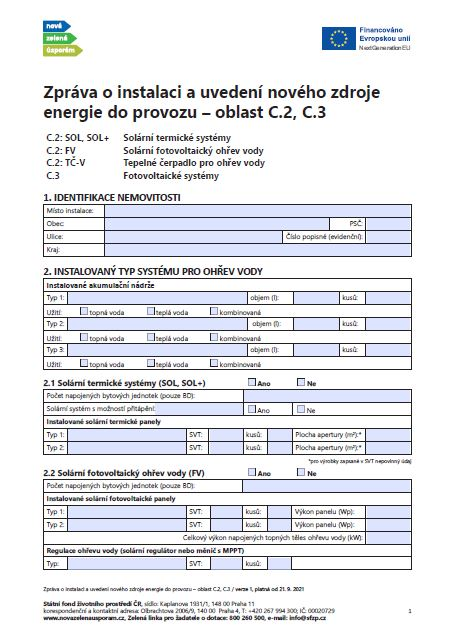 nová
zelená
úsporám
Financováno
Evropskou unií
NextGenerationEU
Zpráva o instalaci a uvedení nového zdroje
energie do provozu – oblast C.2, C.3
C.2: SOL, SOL+ Solární termické systémy
C.2: FV Solární fotovoltaický ohřev vody
C.2: TČ-V Tepelné čerpadlo pro ohřev vody
C.3 Fotovoltaické systémy
1. IDENTIFIKACE NEMOVITOSTI
Místo instalace:
Obec: PSČ:
Ulice: Číslo popisné (evidenční):
Kraj:
2. INSTALOVANÝ TYP SYSTÉMU PRO OHŘEV VODY
Instalované akumulační nádrže
Typ 1: objem (l): kusů:
Užití: topná voda teplá voda kombinovaná
Typ 2: objem (l): kusů:
Užití: topná voda teplá voda kombinovaná
Typ 3: objem (l): kusů:
Užití: topná voda teplá voda kombinovaná
2.1 Solární termické systémy (SOL, SOL+) Ano Ne
Počet napojených bytových jednotek (pouze BD):
Solární systém s možností přitápění: Ano Ne
Instalované solární termické panely
Typ 1: SVT: kusů: Plocha apertury (m²):*
Typ 2: SVT: kusů: Plocha apertury (m²):*
*pro výrobky zapsané v SVT nepovinný údaj
2.2 Solární fotovoltaický ohřev vody (FV) Ano Ne
Počet napojených bytových jednotek (pouze BD):
Instalované solární fotovoltaické panely
Typ 1: SVT: kusů: Výkon panelu (Wp):
Typ 2: SVT: kusů: Výkon panelu (Wp):
Celkový výkon napojených topných těles ohřevu vody (kW):
Regulace ohřevu vody (solární regulátor nebo měnič s MPPT)
Typ: SVT: kusů:
Zpráva o instalaci a uvedení nového zdroje energie do provozu – oblast C.2, C.3 / verze 1, platná od 21. 9. 2021
Státní fond životního prostředí ČR, sídlo: Kaplanova 1931/1, 148 00 Praha 11
korespondenční a kontaktní adresa: Olbrachtova 2006/9, 140 00 Praha 4, T: +420 267 994 300; IČ: 00020729 1
www.novazelenausporam.cz, Zelená linka pro žadatele o dotace: 800 260 500, e-mail: info@sfzp.cz